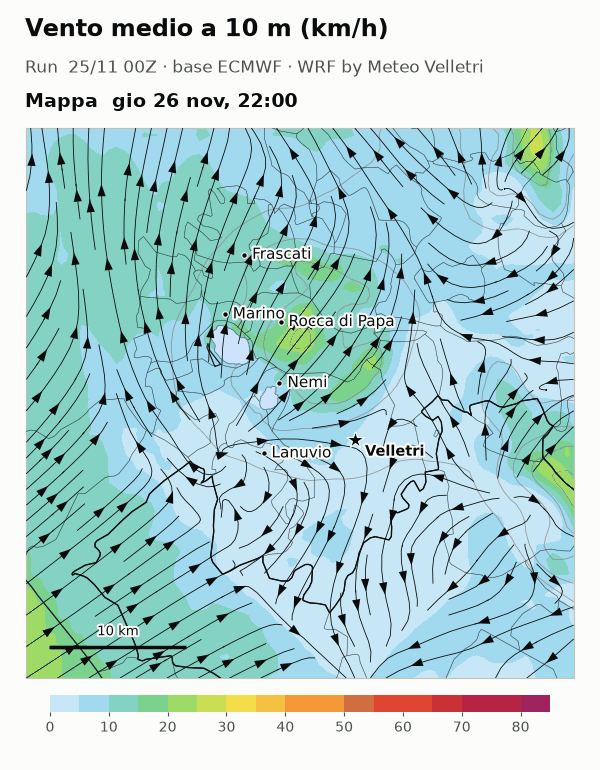 Vento medio a 10 m (km/h)
Run  25/11 00Z · base ECMWF · WRF by Meteo Velletri
Mappa  gio 26 nov, 22:00
Frascati
Marino
Rocca di Papa
Nemi
Velletri
Lanuvio
10 km
0 10 20 30 40 50 60 70 80